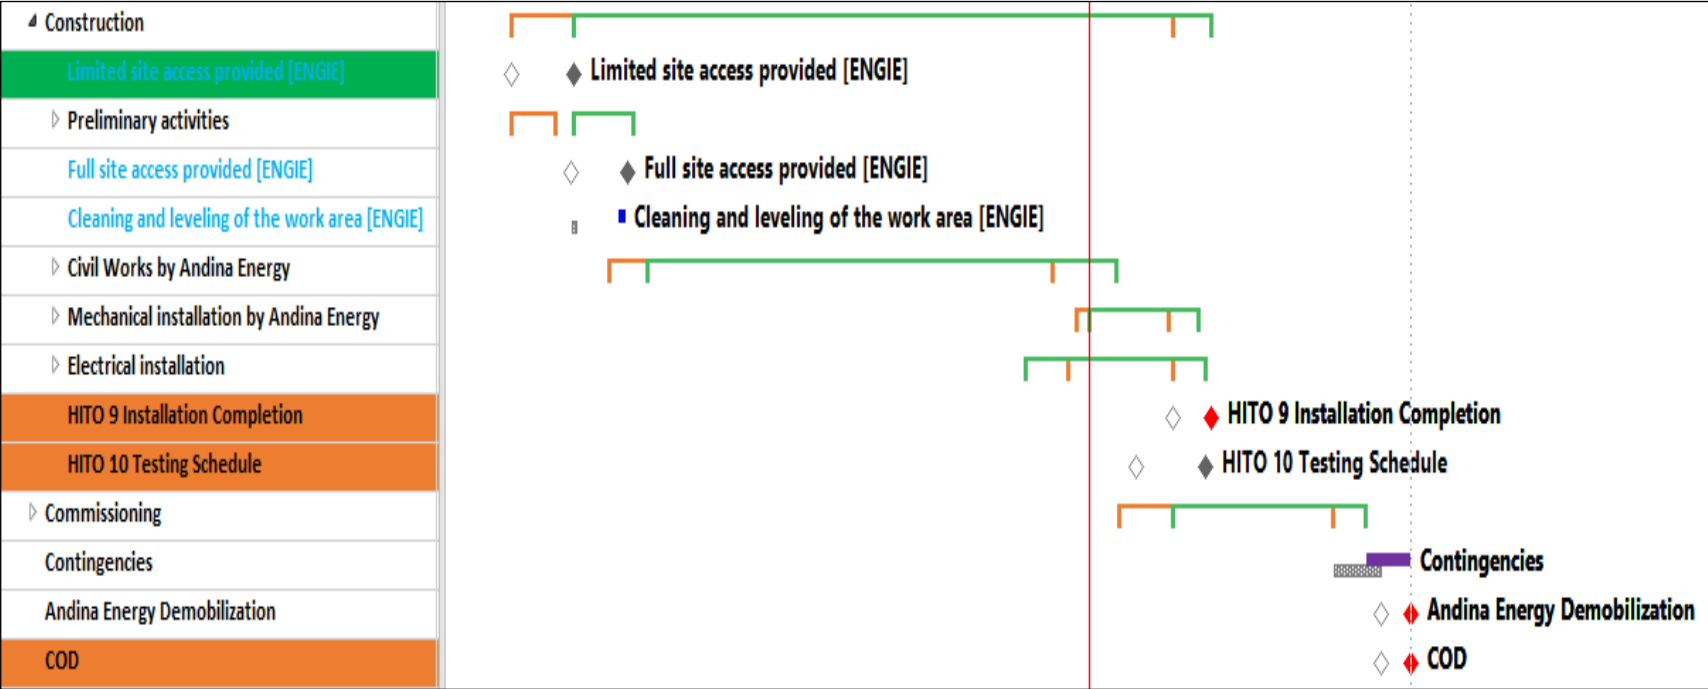 Construction
Limited site access provided [ENGIE]
Limited site access provided [ENGIE]
Preliminary activities
Full site access provided [ENGIE]
Full site access provided [ENGIE]
Cleaning and leveling of the work area [ENGIE]
Cleaning and leveling of the work area [ENGIE]
Civil Works by Andina Energy
Mechanical installation by Andina Energy
Electrical installation
HITO 9 Installation Completion
HITO 9 Installation Completion
HITO 10 Testing Schedule
HITO 10 Testing Schedule
Commissioning
Contingencies
Contingencies
Andina Energy Demobilization
Andina Energy Demobilization
COD
COD